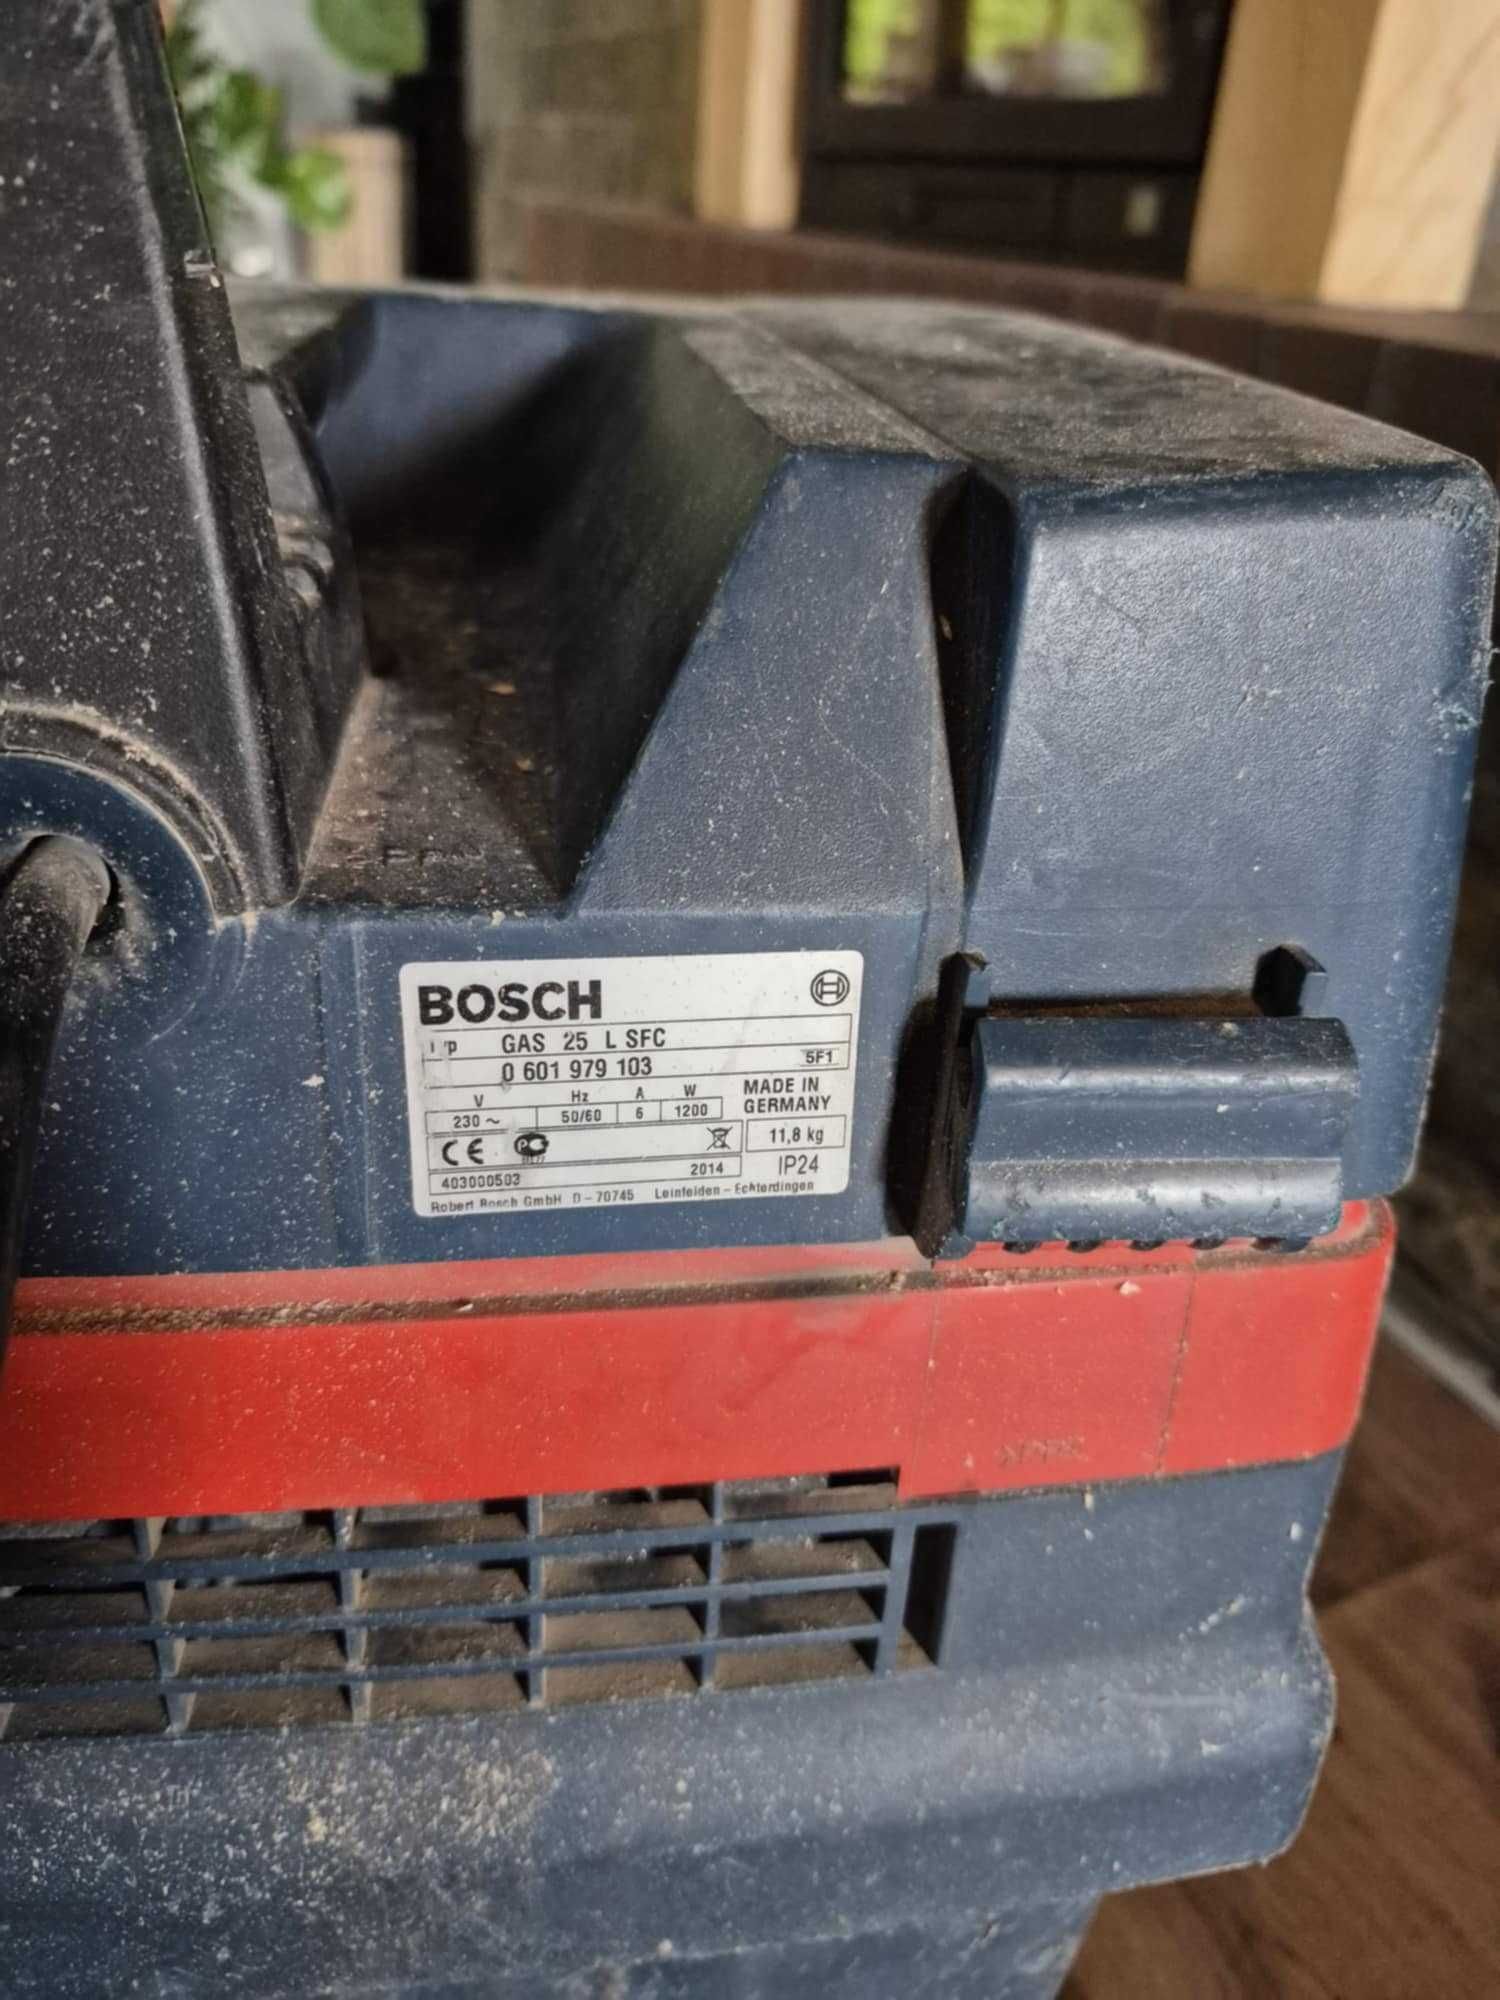 BOSCH
GAS 25 L SFC
0 601 979 103 5F1
V Hz A W MADE IN
230 ~ 50/60 6 1200 GERMANY
CE 11,8 kg
403000503 2014 IP24
Robert Bosch GmbH D - 70745 Leinfelden - Echterdingen